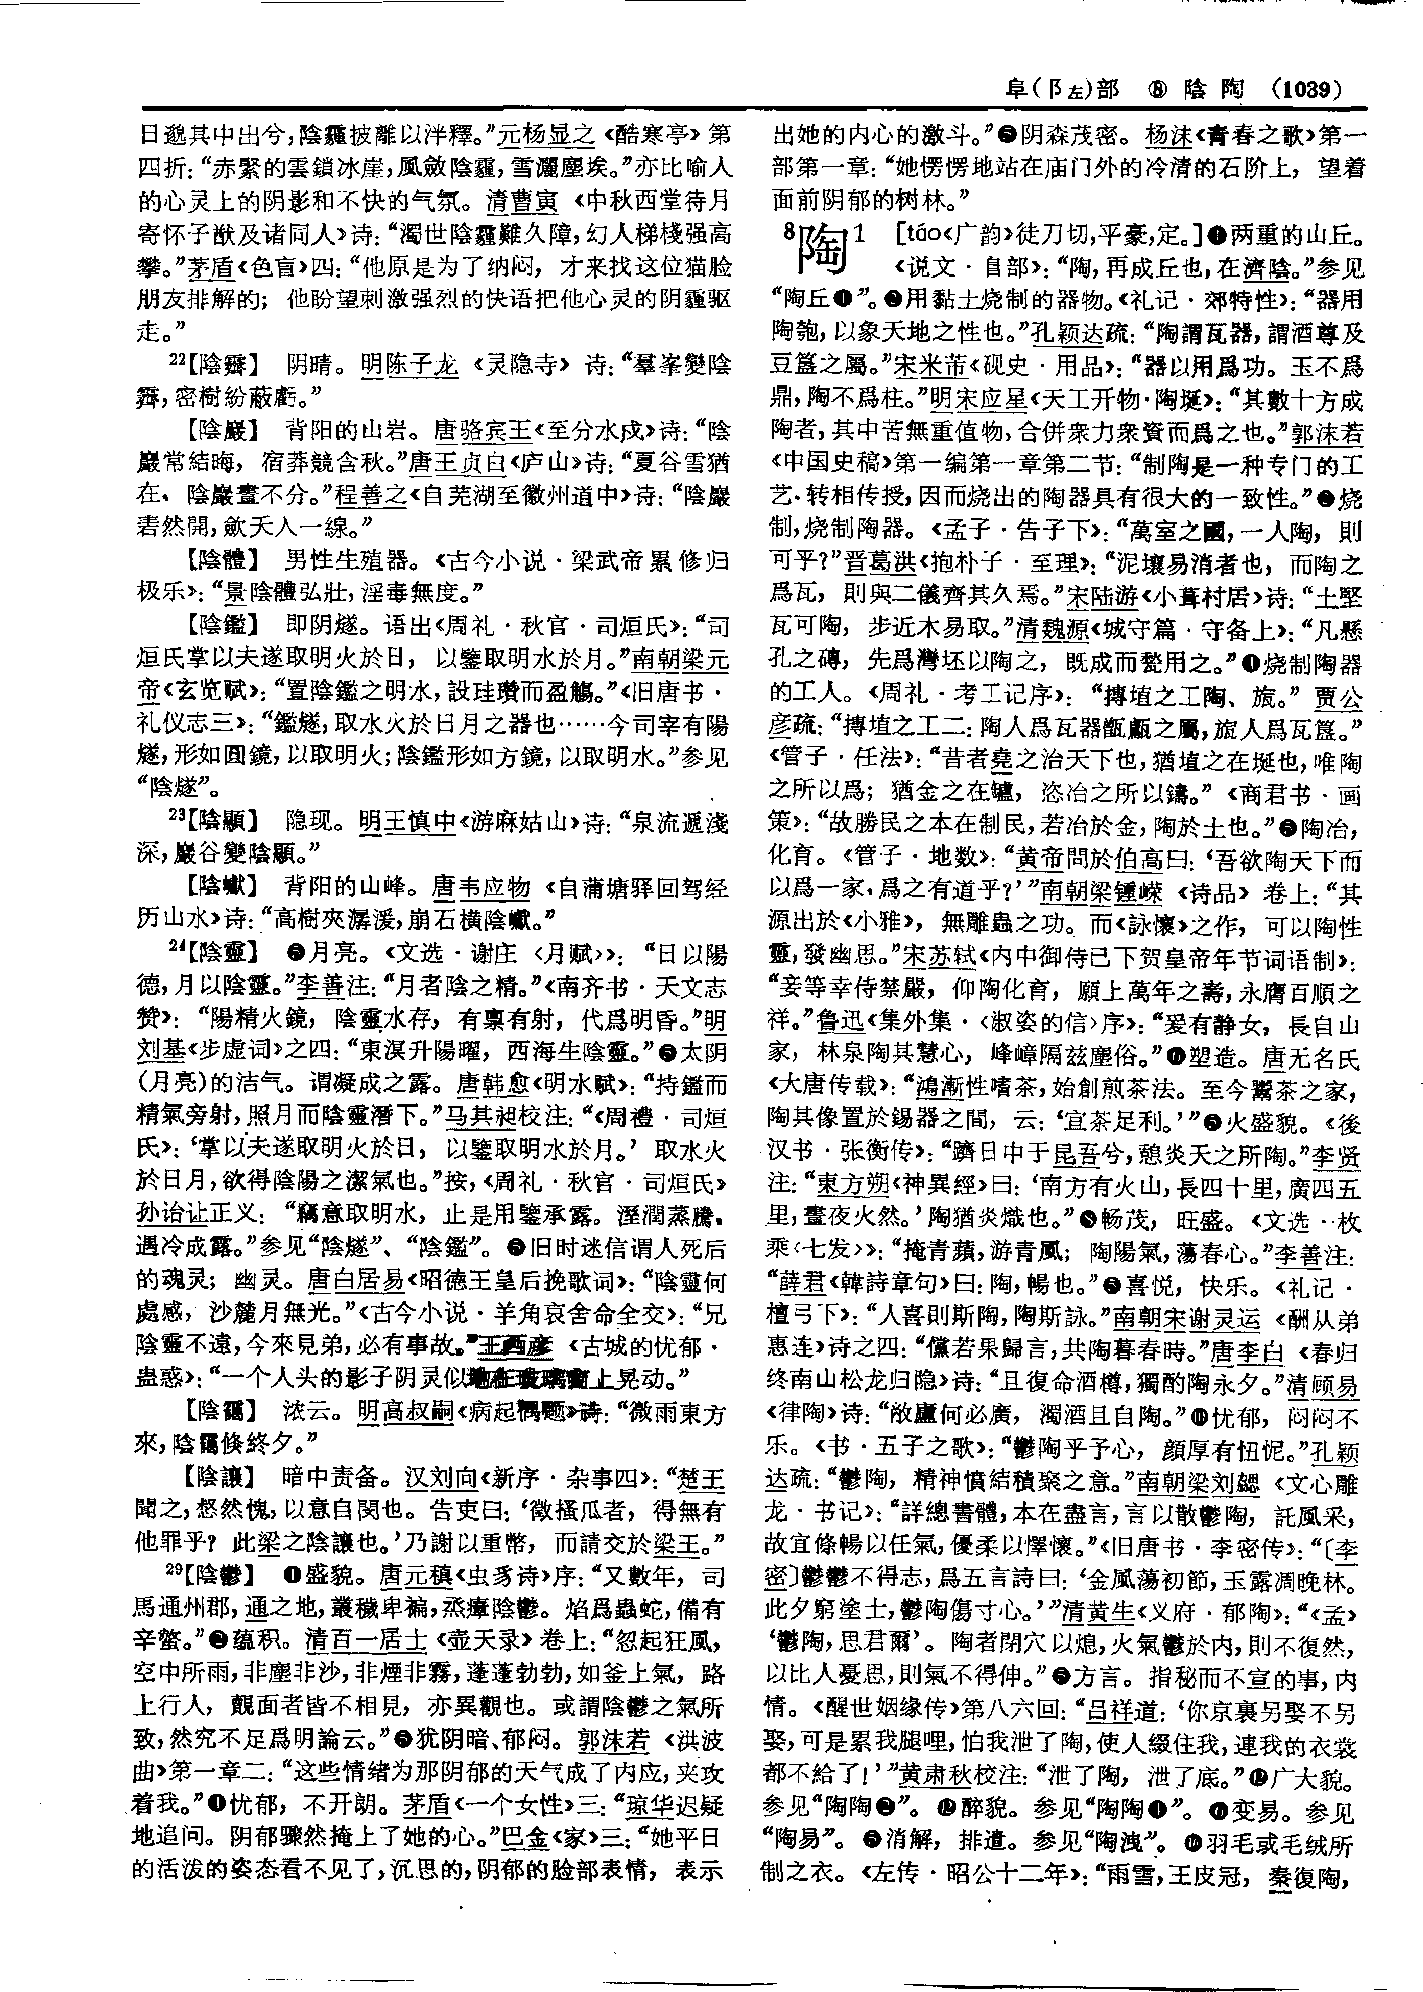 阜(阝左)部 ⑧ 陰 陶 (1039)
日邈其中出兮,陰霾披離以泮釋。”元杨显之《酷寒亭》第
四折:“赤緊的雲鎖冰崖,風斂陰霾,雪灑塵埃。”亦比喻人
的心灵上的阴影和不快的气氛。清曹寅《中秋西堂待月
寄怀子猷及诸同人》诗:“濁世陰霾難久障,幻人梯棧强高
攀。”茅盾《色盲》四:“他原是为了纳闷,才来找这位猫脸
朋友排解的;他盼望刺激强烈的快语把他心灵的阴霾驱
走。”
22【陰霽】 阴晴。明陈子龙《灵隐寺》诗:“羣峯變陰
霽,密樹紛蔽虧。”
【陰巖】 背阳的山岩。唐骆宾王《至分水戍》诗:“陰
巖常結晦,宿莽競含秋。”唐王贞白《庐山》诗:“夏谷雪猶
在、陰巖晝不分。”程善之《自芜湖至徽州道中》诗:“陰巖
砉然開,歛天人一線。”
【陰體】 男性生殖器。《古今小说·梁武帝累修归
极乐》:“景陰體弘壯,淫毒無度。”
【陰鑑】 即阴燧。语出《周礼·秋官·司烜氏》:“司
烜氏掌以夫遂取明火於日,以鑒取明水於月。”南朝梁元
帝《玄览赋》:“置陰鑑之明水,設珪瓚而盈觴。”《旧唐书·
礼仪志三》:“鑑燧,取水火於日月之器也……今司宰有陽
燧,形如圓鏡,以取明火;陰鑑形如方鏡,以取明水。”参见
“陰燧”。
23【陰顯】 隐现。明王慎中《游麻姑山》诗:“泉流遞淺
深,巖谷變陰顯。”
【陰巘】 背阳的山峰。唐韦应物《自蒲塘驿回驾经
历山水》诗:“高樹夾潺湲,崩石横陰巘。”
24【陰靈】 ❶月亮。《文选·谢庄〈月赋〉》:“日以陽
德,月以陰靈。”李善注:“月者陰之精。”《南齐书·天文志
赞》:“陽精火鏡,陰靈水存,有稟有射,代爲明昏。”明
刘基《步虚词》之四:“東溟升陽曜,西海生陰靈。”❷太阴
(月亮)的洁气。谓凝成之露。唐韩愈《明水赋》:“持鑑而
精氣旁射,照月而陰靈潛下。”马其昶校注:“《周禮·司烜
氏》:‘掌以夫遂取明火於日,以鑒取明水於月。’取水火
於日月,欲得陰陽之潔氣也。”按,《周礼·秋官·司烜氏》
孙诒让正义:“竊意取明水,止是用鑒承露。溼潤蒸騰,
遇冷成露。”参见“陰燧”、“陰鑑”。❸旧时迷信谓人死后
的魂灵;幽灵。唐白居易《昭德王皇后挽歌词》:“陰靈何
處感,沙麓月無光。”《古今小说·羊角哀舍命全交》:“兄
陰靈不遠,今來見弟,必有事故。”王西彦《古城的忧郁·
蛊惑》:“一个人头的影子阴灵似地在玻璃窗上晃动。”
【陰靄】 浓云。明高叔嗣《病起偶题》诗:“微雨東方
來,陰靄倏終夕。”
【陰讓】 暗中责备。汉刘向《新序·杂事四》:“楚王
聞之,惄然愧,以意自閔也。告吏曰:‘徵搔瓜者,得無有
他罪乎?此梁之陰讓也。’乃謝以重幣,而請交於梁王。”
29【陰鬱】 ❶盛貌。唐元稹《虫豸诗》序:“又數年,司
馬通州郡,通之地,叢穢卑褊,烝瘴陰鬱。焰爲蟲蛇,備有
辛螫。”❷蕴积。清百一居士《壶天录》卷上:“忽起狂風,
空中所雨,非塵非沙,非煙非霧,蓬蓬勃勃,如釜上氣,路
上行人,覿面者皆不相見,亦異觀也。或謂陰鬱之氣所
致,然究不足爲明論云。”❸犹阴暗、郁闷。郭沫若《洪波
曲》第一章二:“这些情绪为那阴郁的天气成了内应,夹攻
着我。”❹忧郁,不开朗。茅盾《一个女性》三:“琼华迟疑
地追问。阴郁骤然掩上了她的心。”巴金《家》三:“她平日
的活泼的姿态看不见了,沉思的,阴郁的脸部表情,表示
出她的内心的激斗。”❺阴森茂密。杨沫《青春之歌》第一
部第一章:“她愣愣地站在庙门外的冷清的石阶上,望着
面前阴郁的树林。”
8陶1 [táo《广韵》徒刀切,平豪,定。]❶两重的山丘。
《说文·𨸏部》:“陶,再成丘也,在濟陰。”参见
“陶丘❶”。❷用黏土烧制的器物。《礼记·郊特性》:“器用
陶匏,以象天地之性也。”孔颖达疏:“陶謂瓦器,謂酒尊及
豆簋之屬。”宋米芾《砚史·用品》:“器以用爲功。玉不爲
鼎,陶不爲柱。”明宋应星《天工开物·陶埏》:“其數十方成
陶者,其中苦無重值物,合併衆力衆資而爲之也。”郭沫若
《中国史稿》第一编第一章第二节:“制陶是一种专门的工
艺,转相传授,因而烧出的陶器具有很大的一致性。”❸烧
制,烧制陶器。《孟子·告子下》:“萬室之國,一人陶,則
可乎?”晋葛洪《抱朴子·至理》:“泥壤易消者也,而陶之
爲瓦,則與二儀齊其久焉。”宋陆游《小葺村居》诗:“土堅
瓦可陶,步近木易取。”清魏源《城守篇·守备上》:“凡懸
孔之磚,先爲灣坯以陶之,既成而甃用之。”❹烧制陶器
的工人。《周礼·考工记序》:“摶埴之工陶、旊。”贾公
彦疏:“摶埴之工二:陶人爲瓦器甑甗之屬,旊人爲瓦簋。”
《管子·任法》:“昔者堯之治天下也,猶埴之在埏也,唯陶
之所以爲;猶金之在鑪,恣冶之所以鑄。”《商君书·画
策》:“故勝民之本在制民,若冶於金,陶於土也。”❺陶冶,
化育。《管子·地数》:“黄帝問於伯高曰:‘吾欲陶天下而
以爲一家,爲之有道乎?’”南朝梁锺嵘《诗品》卷上:“其
源出於《小雅》,無雕蟲之功。而《詠懷》之作,可以陶性
靈,發幽思。”宋苏轼《内中御侍已下贺皇帝年节词语制》:
“妾等幸侍禁嚴,仰陶化育,願上萬年之壽,永膺百順之
祥。”鲁迅《集外集·〈淑姿的信〉序》:“爰有静女,長自山
家,林泉陶其慧心,峰嶂隔兹塵俗。”❻塑造。唐无名氏
《大唐传载》:“鴻漸性嗜茶,始創煎茶法。至今鬻茶之家,
陶其像置於錫器之間,云:‘宜茶足利。’”❼火盛貌。《後
汉书·张衡传》:“躋日中于昆吾兮,憩炎天之所陶。”李贤
注:“東方朔《神異經》曰:‘南方有火山,長四十里,廣四五
里,晝夜火然。’陶猶炎熾也。”❽畅茂,旺盛。《文选·枚
乘〈七发〉》:“掩青蘋,游青風;陶陽氣,蕩春心。”李善注:
“薛君《韓詩章句》曰:陶,暢也。”❾喜悦,快乐。《礼记·
檀弓下》:“人喜則斯陶,陶斯詠。”南朝宋谢灵运《酬从弟
惠连》诗之四:“儻若果歸言,共陶暮春時。”唐李白《春归
终南山松龙归隐》诗:“且復命酒樽,獨酌陶永夕。”清顾易
《律陶》诗:“敝廬何必廣,濁酒且自陶。”❿忧郁,闷闷不
乐。《书·五子之歌》:“鬱陶乎予心,顔厚有忸怩。”孔颖
达疏:“鬱陶,精神憤結積聚之意。”南朝梁刘勰《文心雕
龙·书记》:“詳總書體,本在盡言,言以散鬱陶,託風采,
故宜條暢以任氣,優柔以懌懷。”《旧唐书·李密传》:“〔李
密〕鬱鬱不得志,爲五言詩曰:‘金風蕩初節,玉露凋晚林。
此夕窮塗士,鬱陶傷寸心。’”清黄生《义府·郁陶》:“《孟》
‘鬱陶,思君爾’。陶者閉穴以熄,火氣鬱於内,則不復然,
以比人憂思,則氣不得伸。”⓫方言。指秘而不宣的事,内
情。《醒世姻缘传》第八六回:“吕祥道:‘你京裏另娶不另
娶,可是累我腿哩,怕我泄了陶,使人綴住我,連我的衣裳
都不給了!’”黄肃秋校注:“泄了陶,泄了底。”⓬广大貌。
参见“陶陶❷”。⓭醉貌。参见“陶陶❶”。⓮变易。参见
“陶易”。⓯消解,排遣。参见“陶洩”。⓰羽毛或毛绒所
制之衣。《左传·昭公十二年》:“雨雪,王皮冠,秦復陶,